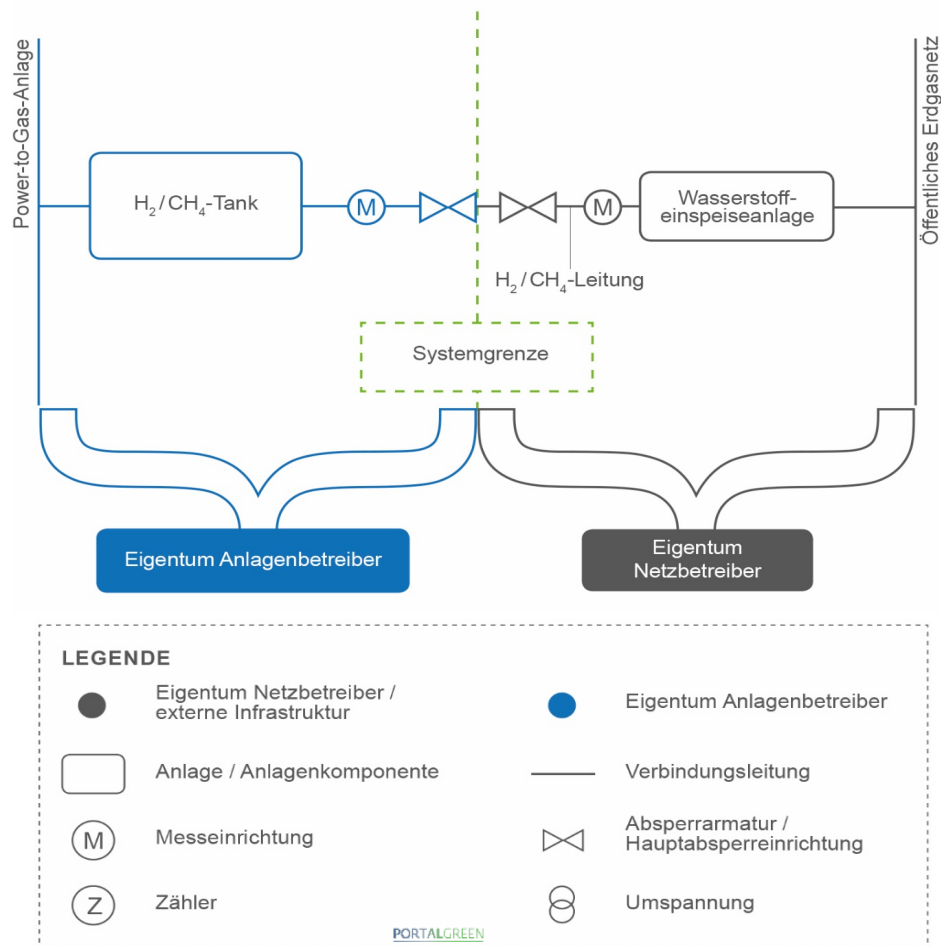 Power-to-Gas-Anlage
H₂/CH₄-Tank
M
M
Wasserstoff-
einspeiseanlage
Öffentliches Erdgasnetz
H₂/CH₄-Leitung
Systemgrenze
Eigentum Anlagenbetreiber
Eigentum
Netzbetreiber
LEGENDE
Eigentum Netzbetreiber /
externe Infrastruktur
Eigentum Anlagenbetreiber
Anlage / Anlagenkomponente
Verbindungsleitung
M
Messeinrichtung
Absperrarmatur /
Hauptabsperreinrichtung
Z
Zähler
Umspannung
PORTALGREEN